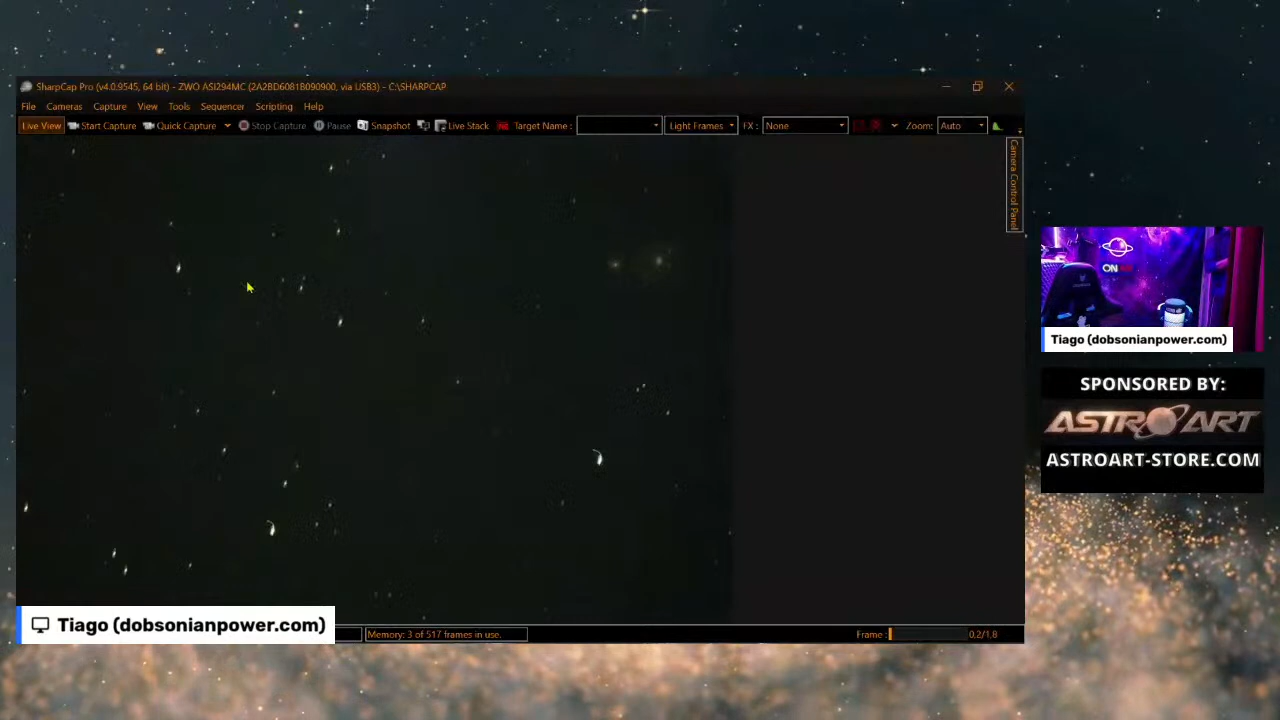 SharpCap Pro (v4.0.9545, 64 bit) - ZWO ASI294MC (2A2BD6081B090900, via USB3) - C:\SHARPCAP
File Cameras Capture View Tools Sequencer Scripting Help
Live View Start Capture Quick Capture Stop Capture Pause Snapshot Live Stack Target Name : Light Frames FX : None Zoom: Auto
Camera Control Panel
ON
Tiago (dobsonianpower.com)
SPONSORED BY:
ASTROART
ASTROART-STORE.COM
Tiago (dobsonianpower.com)
Memory: 3 of 517 frames in use.
Frame : 0,2/1,8